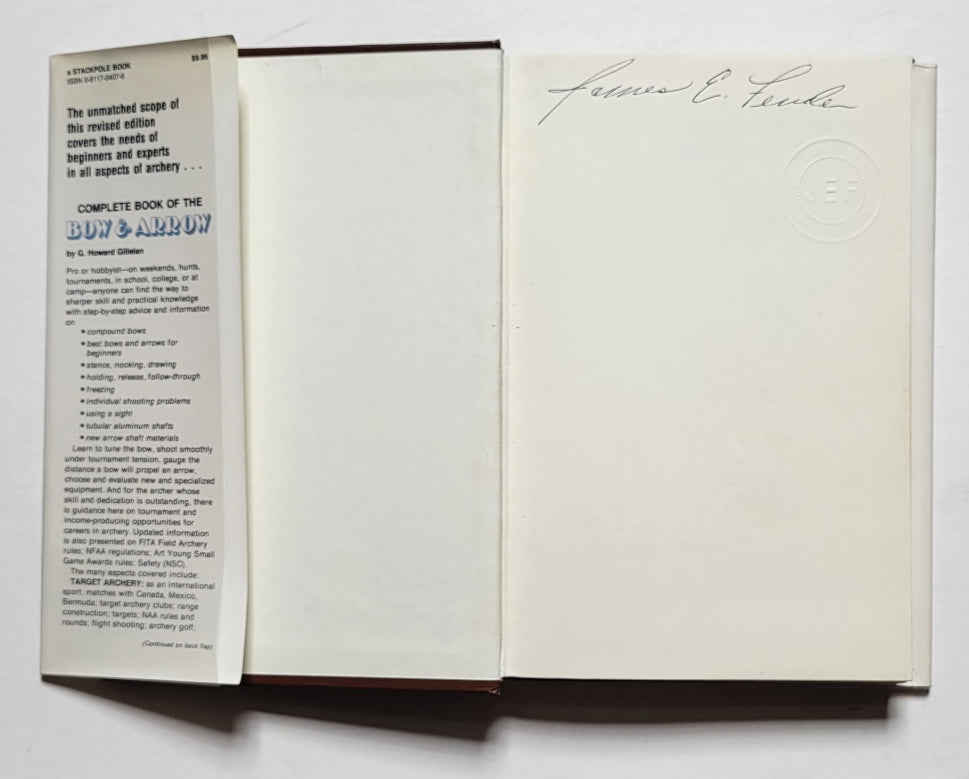 a STACKPOLE BOOK
$9.95
ISBN 0-8117-0407-6
The unmatched scope of
this revised edition
covers the needs of
beginners and experts
in all aspects of archery . . .
COMPLETE BOOK OF THE
BOW & ARROW
by G. Howard Gillelan
Pro or hobbyist—on weekends, hunts,
tournaments, in school, college, or at
camp—anyone can find the way to
sharper skill and practical knowledge
with step-by-step advice and information
on
• compound bows
• best bows and arrows for
beginners
• stance, nocking, drawing
• holding, release, follow-through
• freezing
• individual shooting problems
• using a sight
• tubular aluminum shafts
• new arrow shaft materials
Learn to tune the bow, shoot smoothly
under tournament tension, gauge the
distance a bow will propel an arrow,
choose and evaluate new and specialized
equipment. And for the archer whose
skill and dedication is outstanding, there
is guidance here on tournament and
income-producing opportunities for
careers in archery. Updated information
is also presented on FITA Field Archery
rules; NFAA regulations; Art Young Small
Game Awards rules; Safety (NSC).
The many aspects covered include:
TARGET ARCHERY: as an international
sport; matches with Canada, Mexico,
Bermuda; target archery clubs; range
construction; targets; NAA rules and
rounds; flight shooting; archery golf;
(Continued on back flap)
James E. Fender
JEF